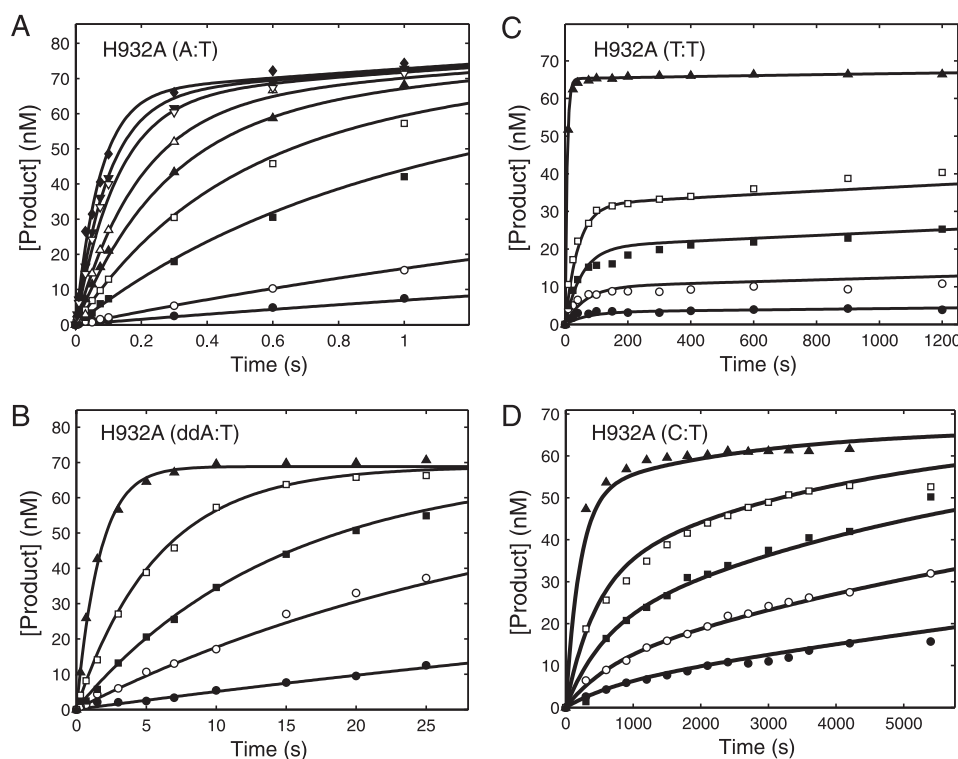 A
H932A (A:T)
[Product] (nM)
80
70
60
50
40
30
20
10
0
0 0.2 0.4 0.6 0.8 1
Time (s)
C
H932A (T:T)
[Product] (nM)
80
70
60
50
40
30
20
10
0
0 200 400 600 800 1000 1200
Time (s)
B
H932A (ddA:T)
[Product] (nM)
80
70
60
50
40
30
20
10
0
0 5 10 15 20 25
Time (s)
D
H932A (C:T)
[Product] (nM)
70
60
50
40
30
20
10
0
0 1000 2000 3000 4000 5000
Time (s)